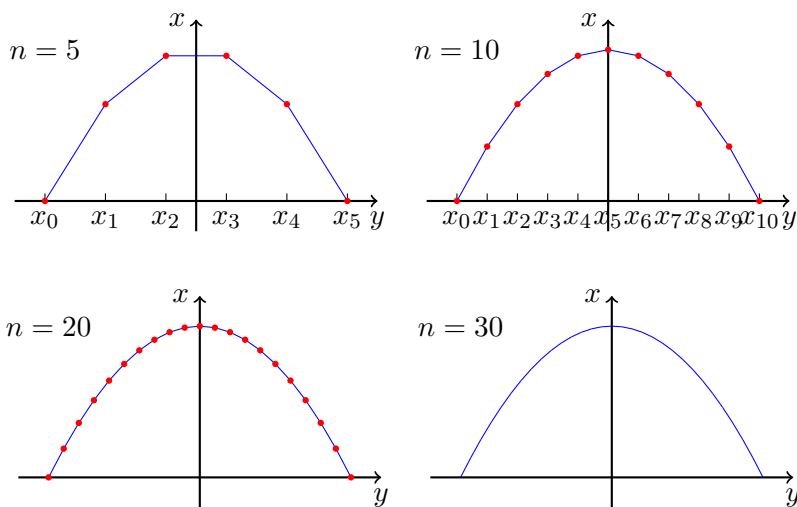 x
n = 5
x₀ x₁ x₂ x₃ x₄ x₅ y
x
n = 10
x₀ x₁ x₂ x₃ x₄ x₅ x₆ x₇ x₈ x₉ x₁₀ y
x
n = 20
y
x
n = 30
y